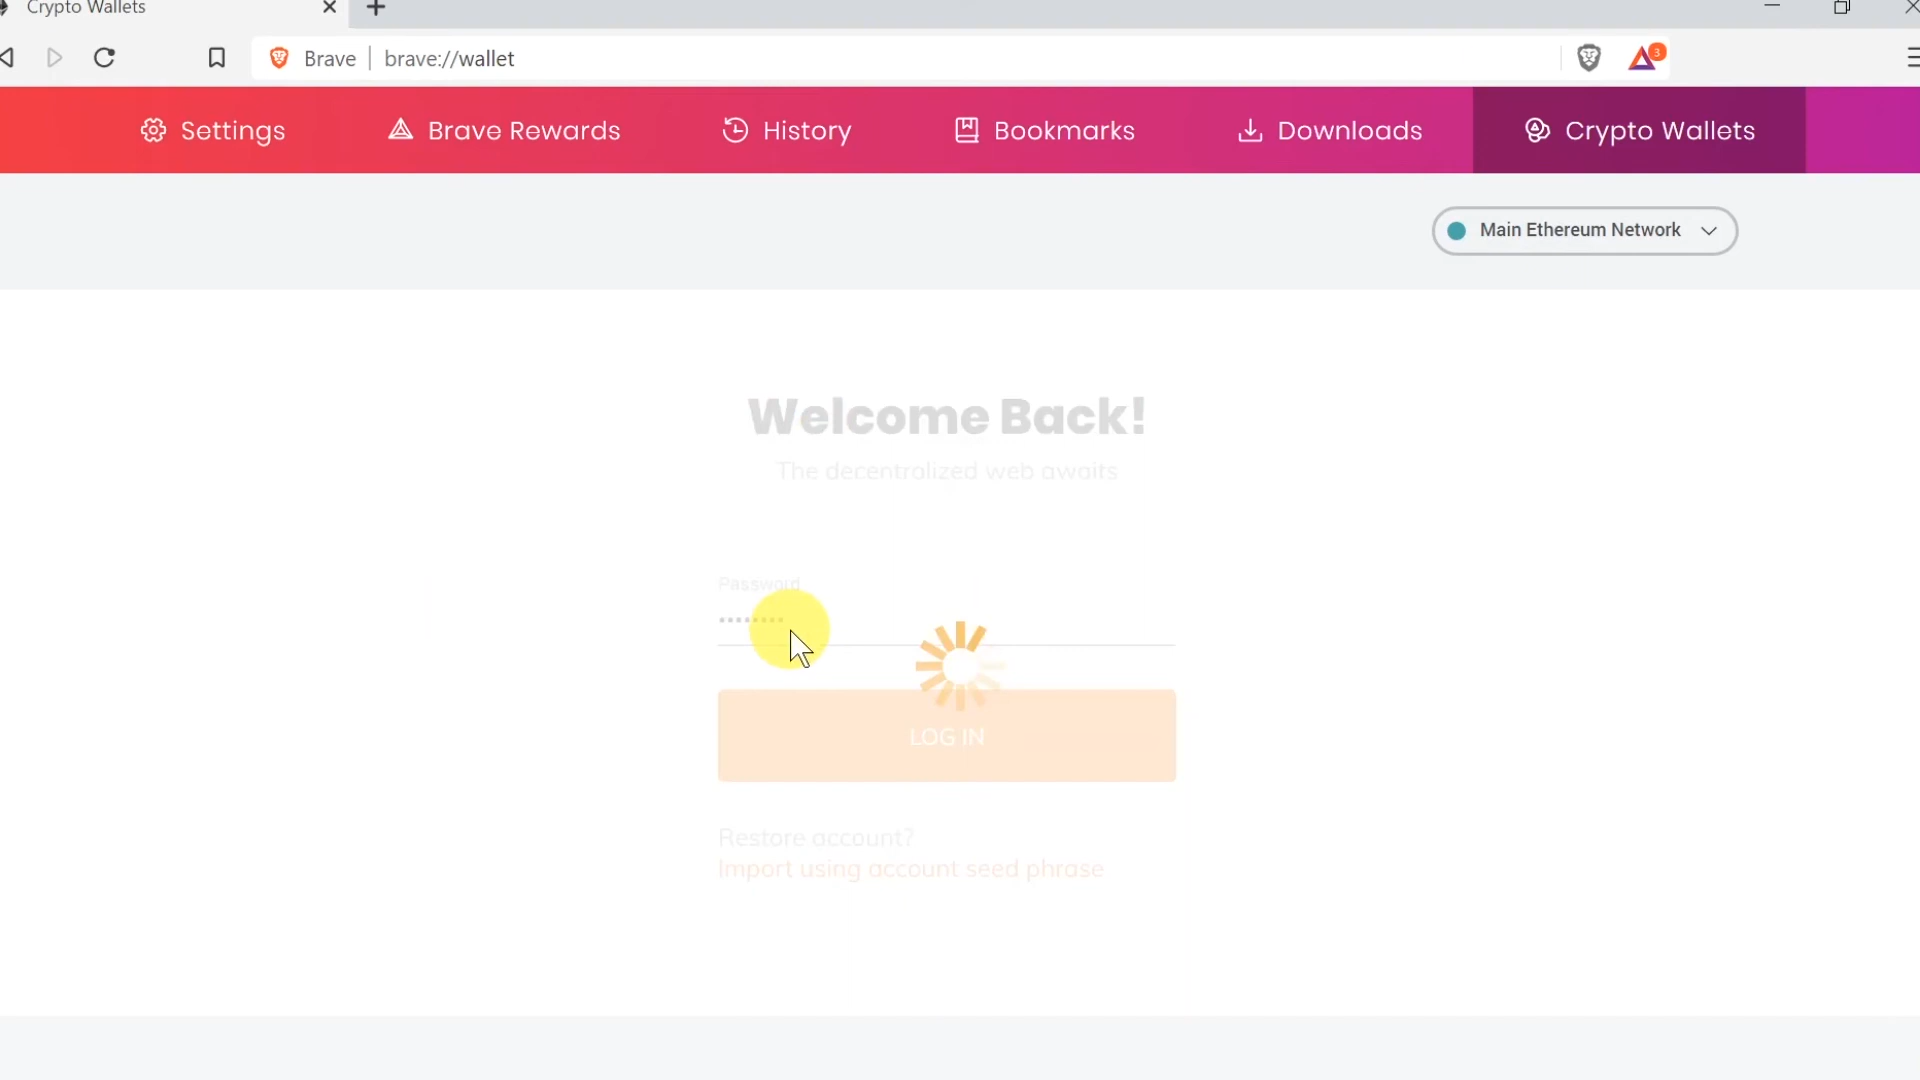 Crypto Wallets
Brave | brave://wallet
3
Settings
Brave Rewards
History
Bookmarks
Downloads
Crypto Wallets
Main Ethereum Network
Welcome Back!
The decentralized web awaits
Password
••••••••
LOG IN
Restore account?
Import using account seed phrase